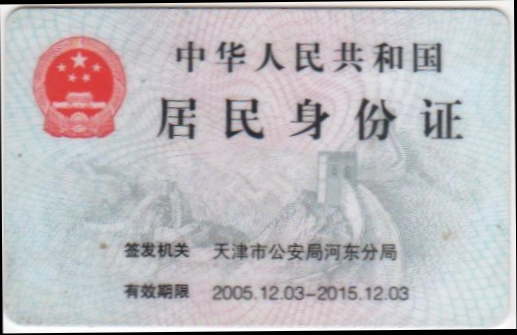 中华人民共和国
居民身份证
签发机关 天津市公安局河东分局
有效期限 2005.12.03-2015.12.03